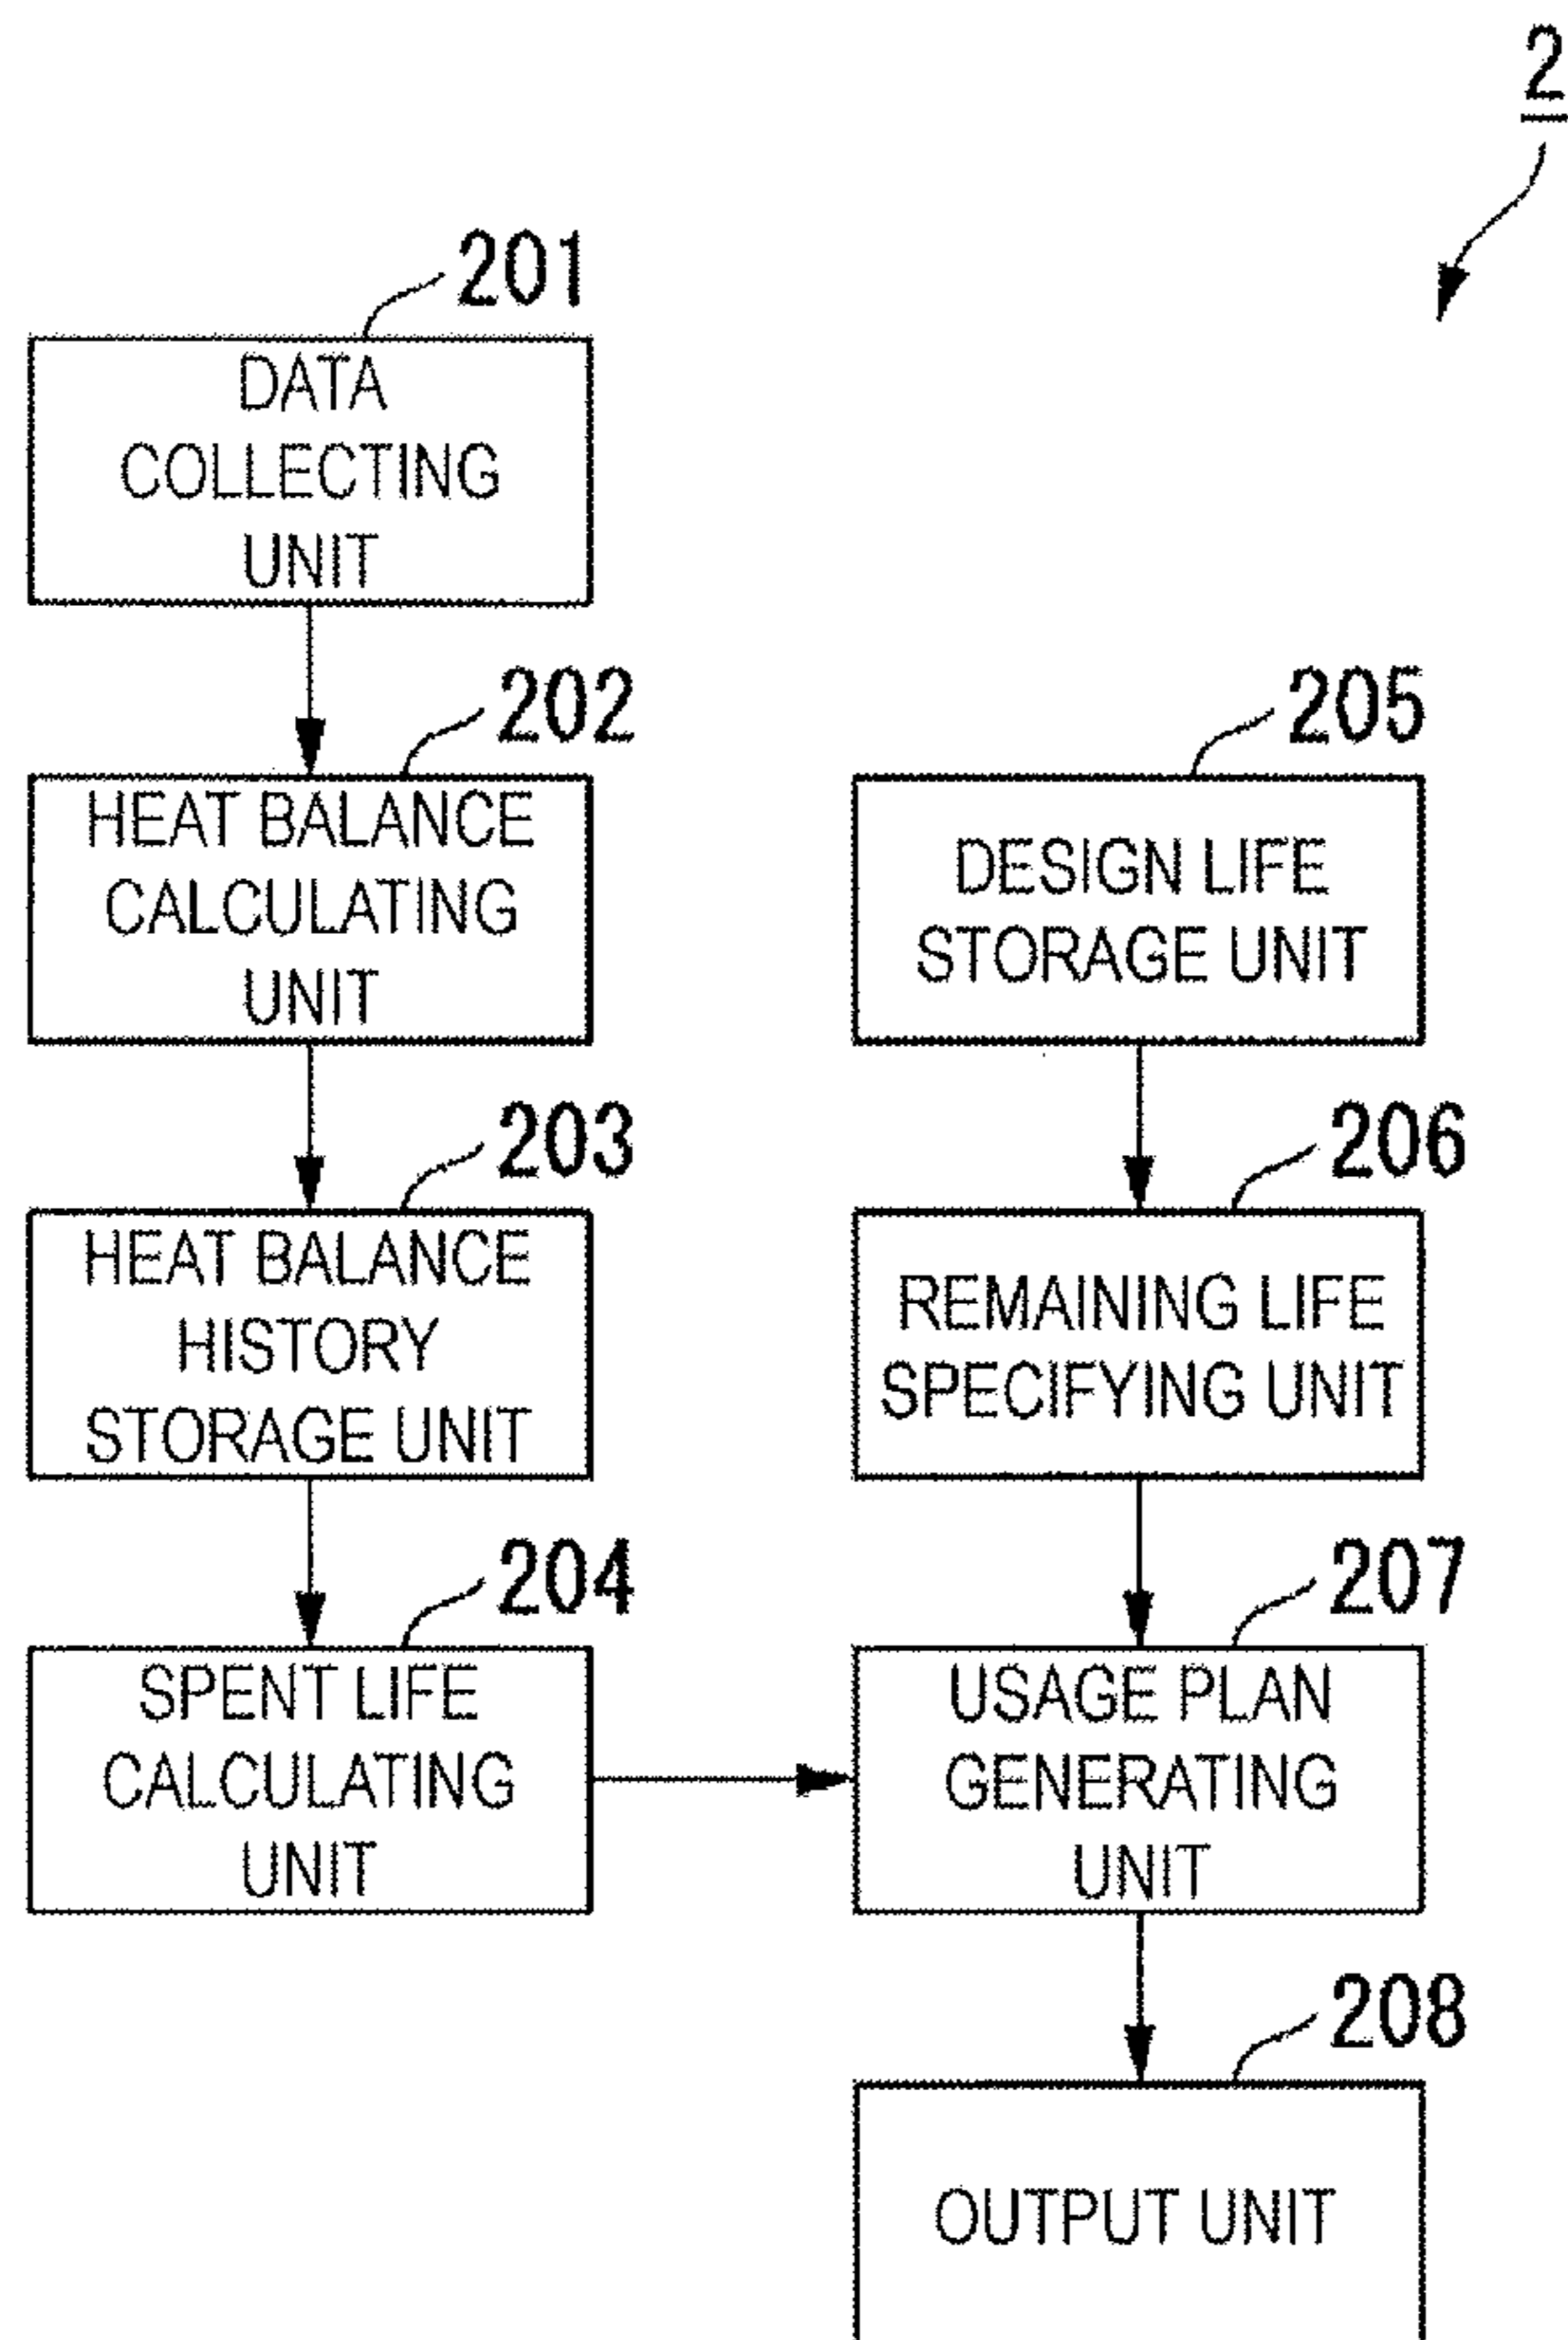 2
201
DATA
COLLECTING
UNIT
202
HEAT BALANCE
CALCULATING
UNIT
203
HEAT BALANCE
HISTORY
STORAGE UNIT
204
SPENT LIFE
CALCULATING
UNIT
205
DESIGN LIFE
STORAGE UNIT
206
REMAINING LIFE
SPECIFYING UNIT
207
USAGE PLAN
GENERATING
UNIT
208
OUTPUT UNIT